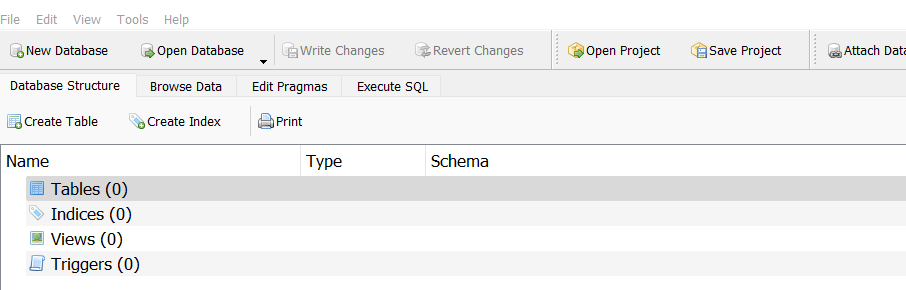 File Edit View Tools Help
New Database Open Database Write Changes Revert Changes Open Project Save Project Attach Data
Database Structure Browse Data Edit Pragmas Execute SQL
Create Table Create Index Print
Name Type Schema
Tables (0)
Indices (0)
Views (0)
Triggers (0)